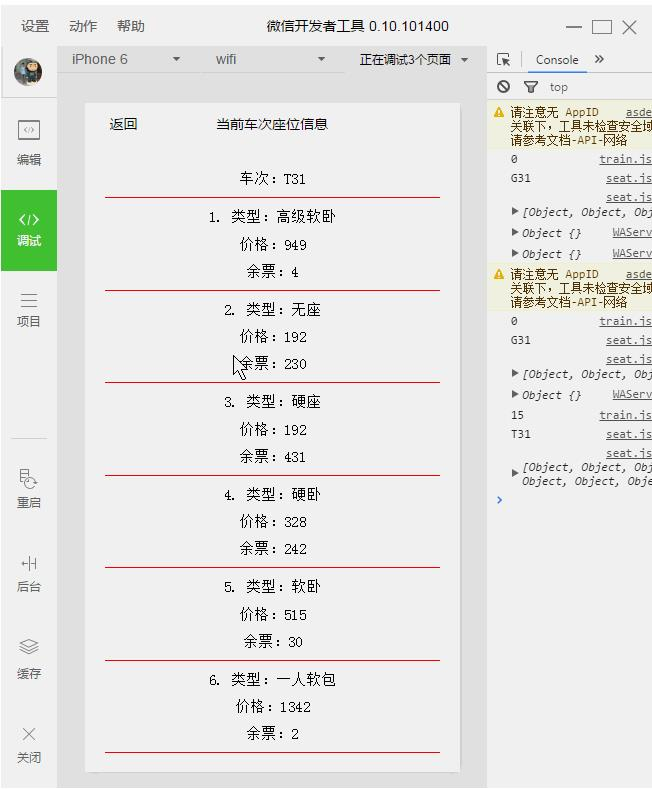 设置 动作 帮助 微信开发者工具 0.10.101400
iPhone 6 wifi 正在调试3个页面
Console
top
编辑
调试
项目
重启
后台
缓存
关闭
返回 当前车次座位信息
车次：T31
1. 类型：高级软卧
价格：949
余票：4
2. 类型：无座
价格：192
余票：230
3. 类型：硬座
价格：192
余票：431
4. 类型：硬卧
价格：328
余票：242
5. 类型：软卧
价格：515
余票：30
6. 类型：一人软包
价格：1342
余票：2
请注意无 AppID asde
关联下，工具未检查安全域
请参考文档-API-网络
0 train.js
G31 seat.js
seat.js
[Object, Object, Obj
Object {} WAServ
Object {} WAServ
请注意无 AppID asde
关联下，工具未检查安全域
请参考文档-API-网络
0 train.js
G31 seat.js
seat.js
[Object, Object, Obj
Object {} WAServ
15 train.js
T31 seat.js
seat.js
[Object, Object, Obj
Object, Object, Obje